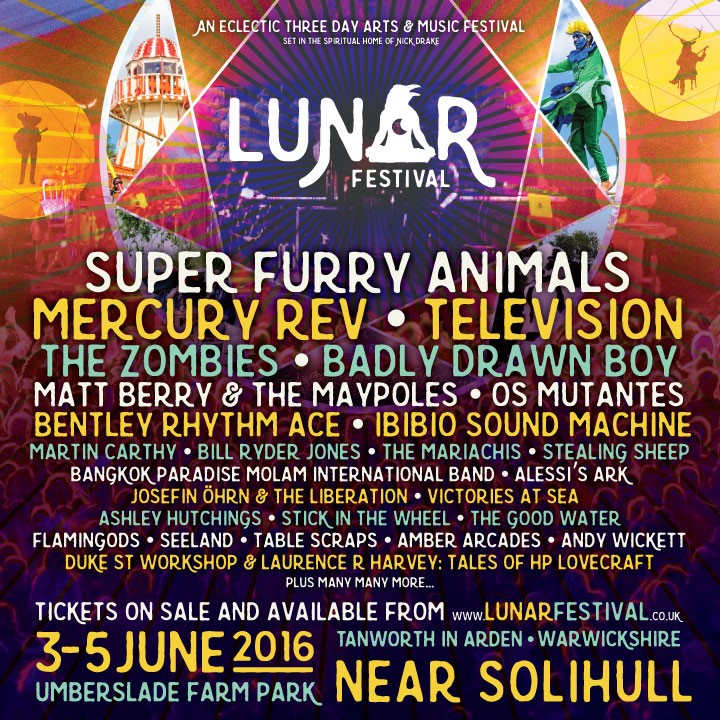 AN ECLECTIC THREE DAY ARTS & MUSIC FESTIVAL
SET IN THE SPIRITUAL HOME OF NICK DRAKE
LUNAR
FESTIVAL
SUPER FURRY ANIMALS
MERCURY REV • TELEVISION
THE ZOMBIES • BADLY DRAWN BOY
MATT BERRY & THE MAYPOLES • OS MUTANTES
BENTLEY RHYTHM ACE • IBIBIO SOUND MACHINE
MARTIN CARTHY • BILL RYDER JONES • THE MARIACHIS • STEALING SHEEP
BANGKOK PARADISE MOLAM INTERNATIONAL BAND • ALESSI'S ARK
JOSEFIN ÖHRN & THE LIBERATION • VICTORIES AT SEA
ASHLEY HUTCHINGS • STICK IN THE WHEEL • THE GOOD WATER
FLAMINGODS • SEELAND • TABLE SCRAPS • AMBER ARCADES • ANDY WICKETT
DUKE ST WORKSHOP & LAURENCE R HARVEY: TALES OF HP LOVECRAFT
PLUS MANY MANY MORE...
TICKETS ON SALE AND AVAILABLE FROM WWW.LUNARFESTIVAL.CO.UK
3-5 JUNE 2016
UMBERSLADE FARM PARK
TANWORTH IN ARDEN • WARWICKSHIRE
NEAR SOLIHULL